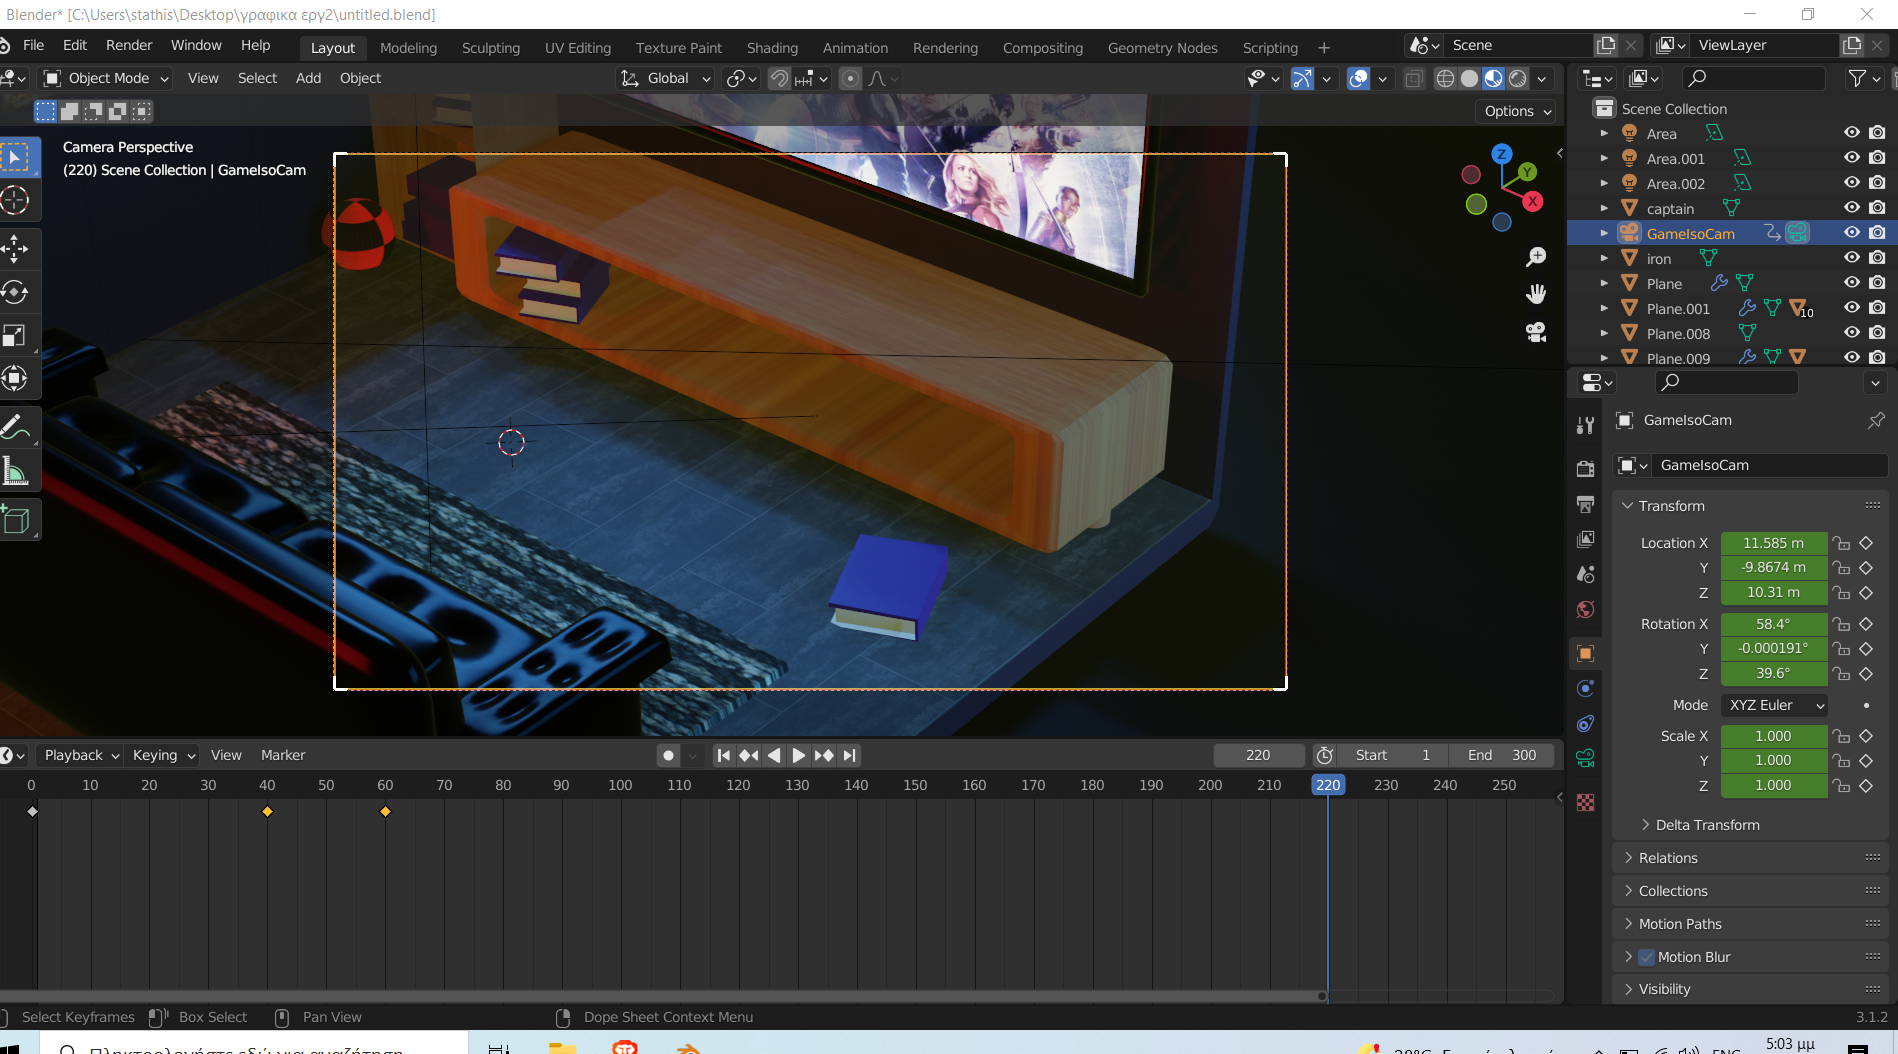 Blender* [C:\Users\stathis\Desktop\γραφικα εργ2\untitled.blend]
File Edit Render Window Help Layout Modeling Sculpting UV Editing Texture Paint Shading Animation Rendering Compositing Geometry Nodes Scripting + Scene ViewLayer
Object Mode View Select Add Object Global
Options
Camera Perspective
(220) Scene Collection | GameIsoCam
Z
Y
X
Scene Collection
Area
Area.001
Area.002
captain
GameIsoCam
iron
Plane
Plane.001 10
Plane.008
Plane.009
GameIsoCam
GameIsoCam
Transform
Location X 11.585 m
Y -9.8674 m
Z 10.31 m
Rotation X 58.4°
Y -0.000191°
Z 39.6°
Mode XYZ Euler
Scale X 1.000
Y 1.000
Z 1.000
Delta Transform
Relations
Collections
Motion Paths
Motion Blur
Visibility
Playback Keying View Marker 220 Start 1 End 300
0 10 20 30 40 50 60 70 80 90 100 110 120 130 140 150 160 170 180 190 200 210 220 230 240 250
Select Keyframes Box Select Pan View Dope Sheet Context Menu 3.1.2
Πληκτρολογήστε εδώ για αναζήτηση
5:03 μμ
ENG